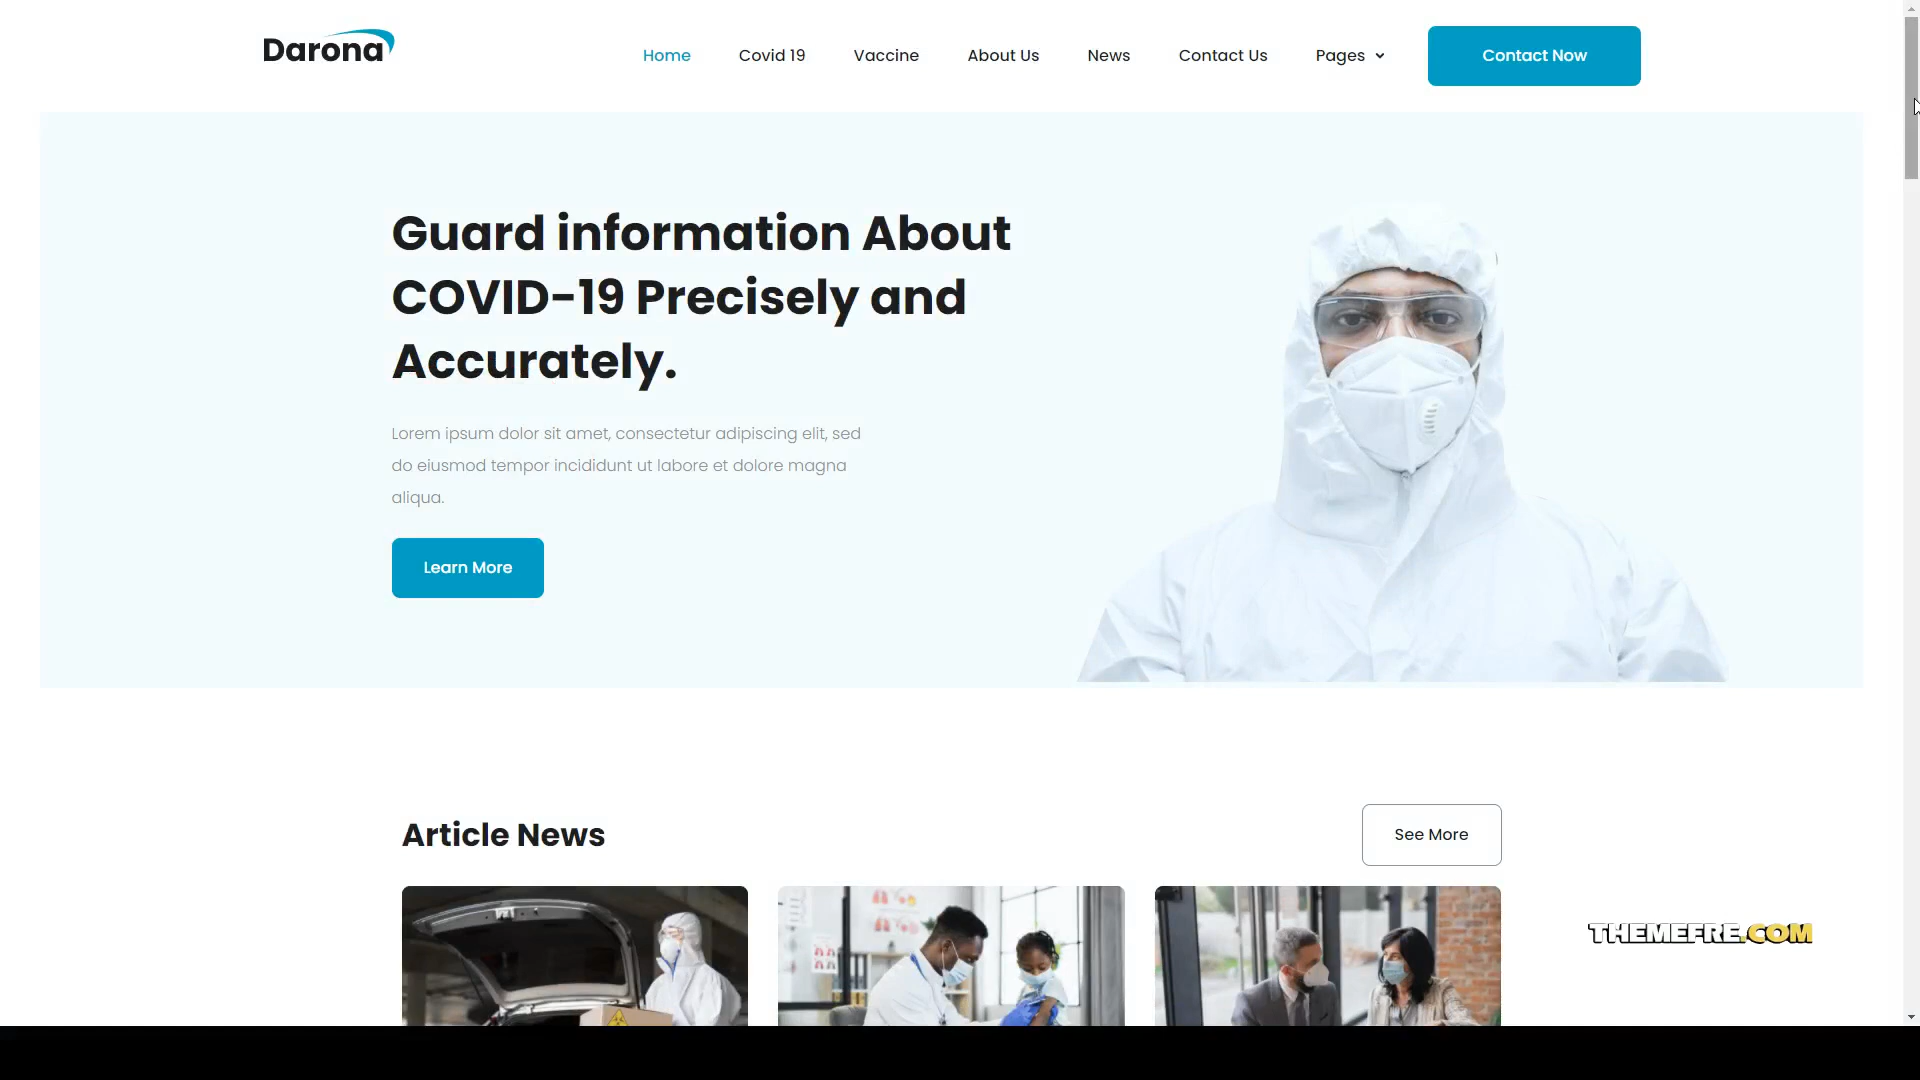 Darona
Home
Covid 19
Vaccine
About Us
News
Contact Us
Pages
Contact Now
Guard information About
COVID-19 Precisely and
Accurately.
Lorem ipsum dolor sit amet, consectetur adipiscing elit, sed
do eiusmod tempor incididunt ut labore et dolore magna
aliqua.
Learn More
Article News
See More
THEMEFRE.COM